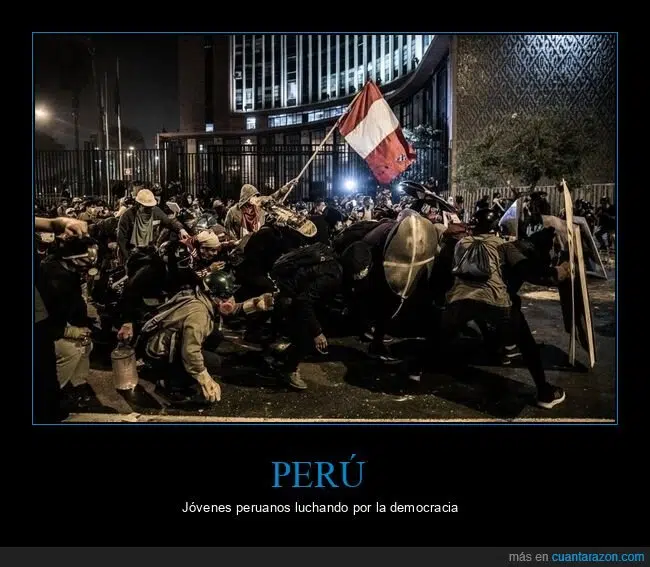 PERÚ
Jóvenes peruanos luchando por la democracia
más en cuantarazon.com